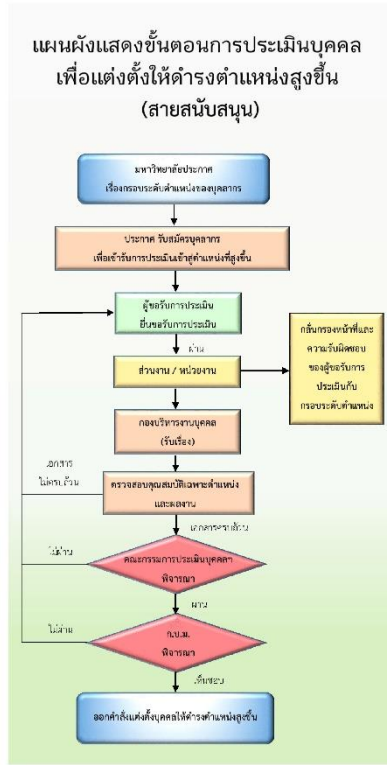 แผนผังแสดงขั้นตอนการประเมินบุคคล
เพื่อแต่งตั้งให้ดำรงตำแหน่งสูงขึ้น
(สายสนับสนุน)
มหาวิทยาลัยประกาศ
เรื่องกรอบระดับตำแหน่งของบุคลากร
ประกาศ รับสมัครบุคลากร
เพื่อเข้ารับการประเมินเข้าสู่ตำแหน่งที่สูงขึ้น
ผู้ขอรับการประเมิน
ยื่นขอรับการประเมิน
ผ่าน
ส่วนงาน / หน่วยงาน
กลั่นกรองหน้าที่และ
ความรับผิดชอบ
ของผู้ขอรับการ
ประเมินกับ
กรอบระดับตำแหน่ง
กองบริหารงานบุคคล
(รับเรื่อง)
เอกสาร
ไม่ครบถ้วน
ตรวจสอบคุณสมบัติเฉพาะตำแหน่ง
และผลงาน
เอกสารครบถ้วน
ไม่ผ่าน
คณะกรรมการประเมินบุคคลฯ
พิจารณา
ผ่าน
ไม่ผ่าน
ก.บ.ม.
พิจารณา
เห็นชอบ
ออกคำสั่งแต่งตั้งบุคคลให้ดำรงตำแหน่งสูงขึ้น